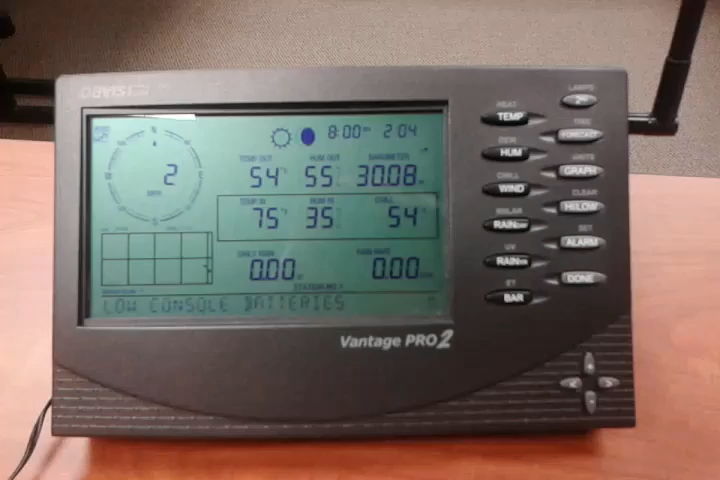 DAVIS
8:00 2 04
2
MPH
TEMP OUT HUM OUT BAROMETER
54 55 30.08
TEMP IN HUM IN CHILL
75 35 54
DAILY RAIN RAIN RATE
0.00 0.00
STATION NO. 1
LOW CONSOLE BATTERIES
Vantage PRO2
LAMPS
2ND
HEAT
TEMP
TIME
FORECAST
DEW
HUM
GRAPH
CHILL
WIND
CLEAR
HI/LOW
SOLAR
RAIN
SET
ALARM
UV
RAIN
DONE
ET
BAR